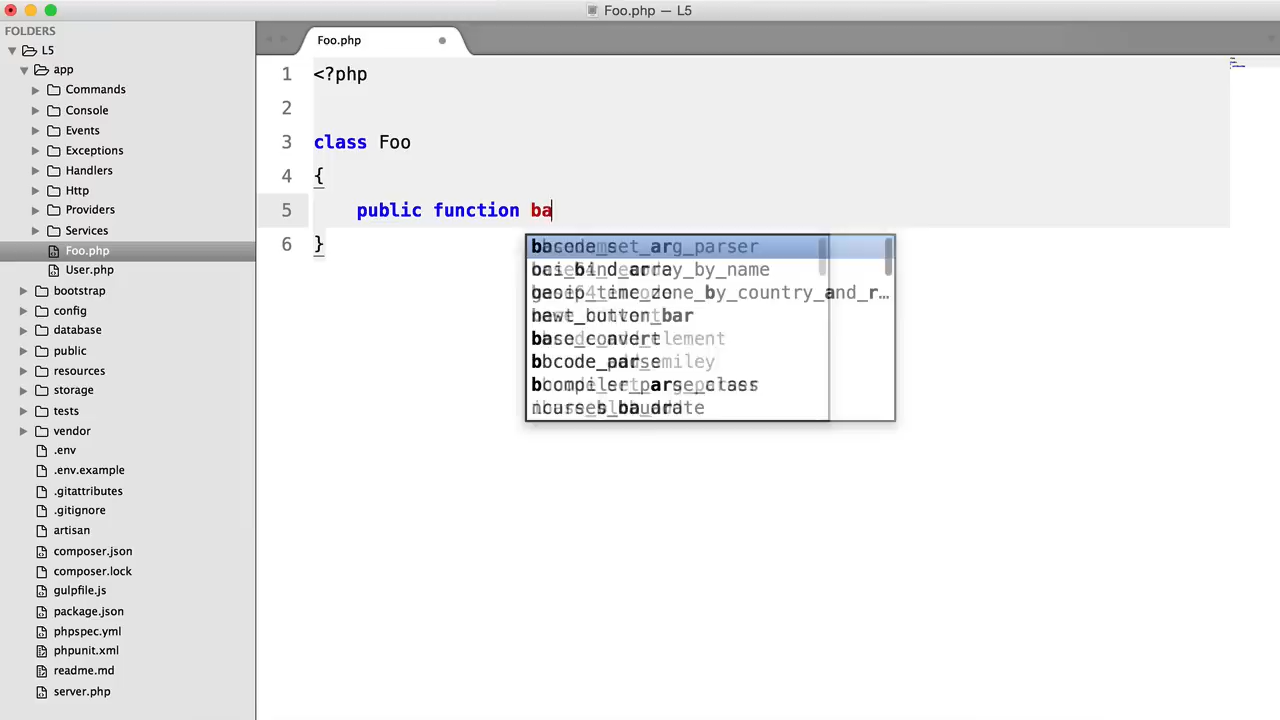 Foo.php — L5
FOLDERS
L5
app
Commands
Console
Events
Exceptions
Handlers
Http
Providers
Services
Foo.php
User.php
bootstrap
config
database
public
resources
storage
tests
vendor
.env
.env.example
.gitattributes
.gitignore
artisan
composer.json
composer.lock
gulpfile.js
package.json
phpspec.yml
phpunit.xml
readme.md
server.php
Foo.php
1 <?php
2
3 class Foo
4 {
5 public function ba
6 }